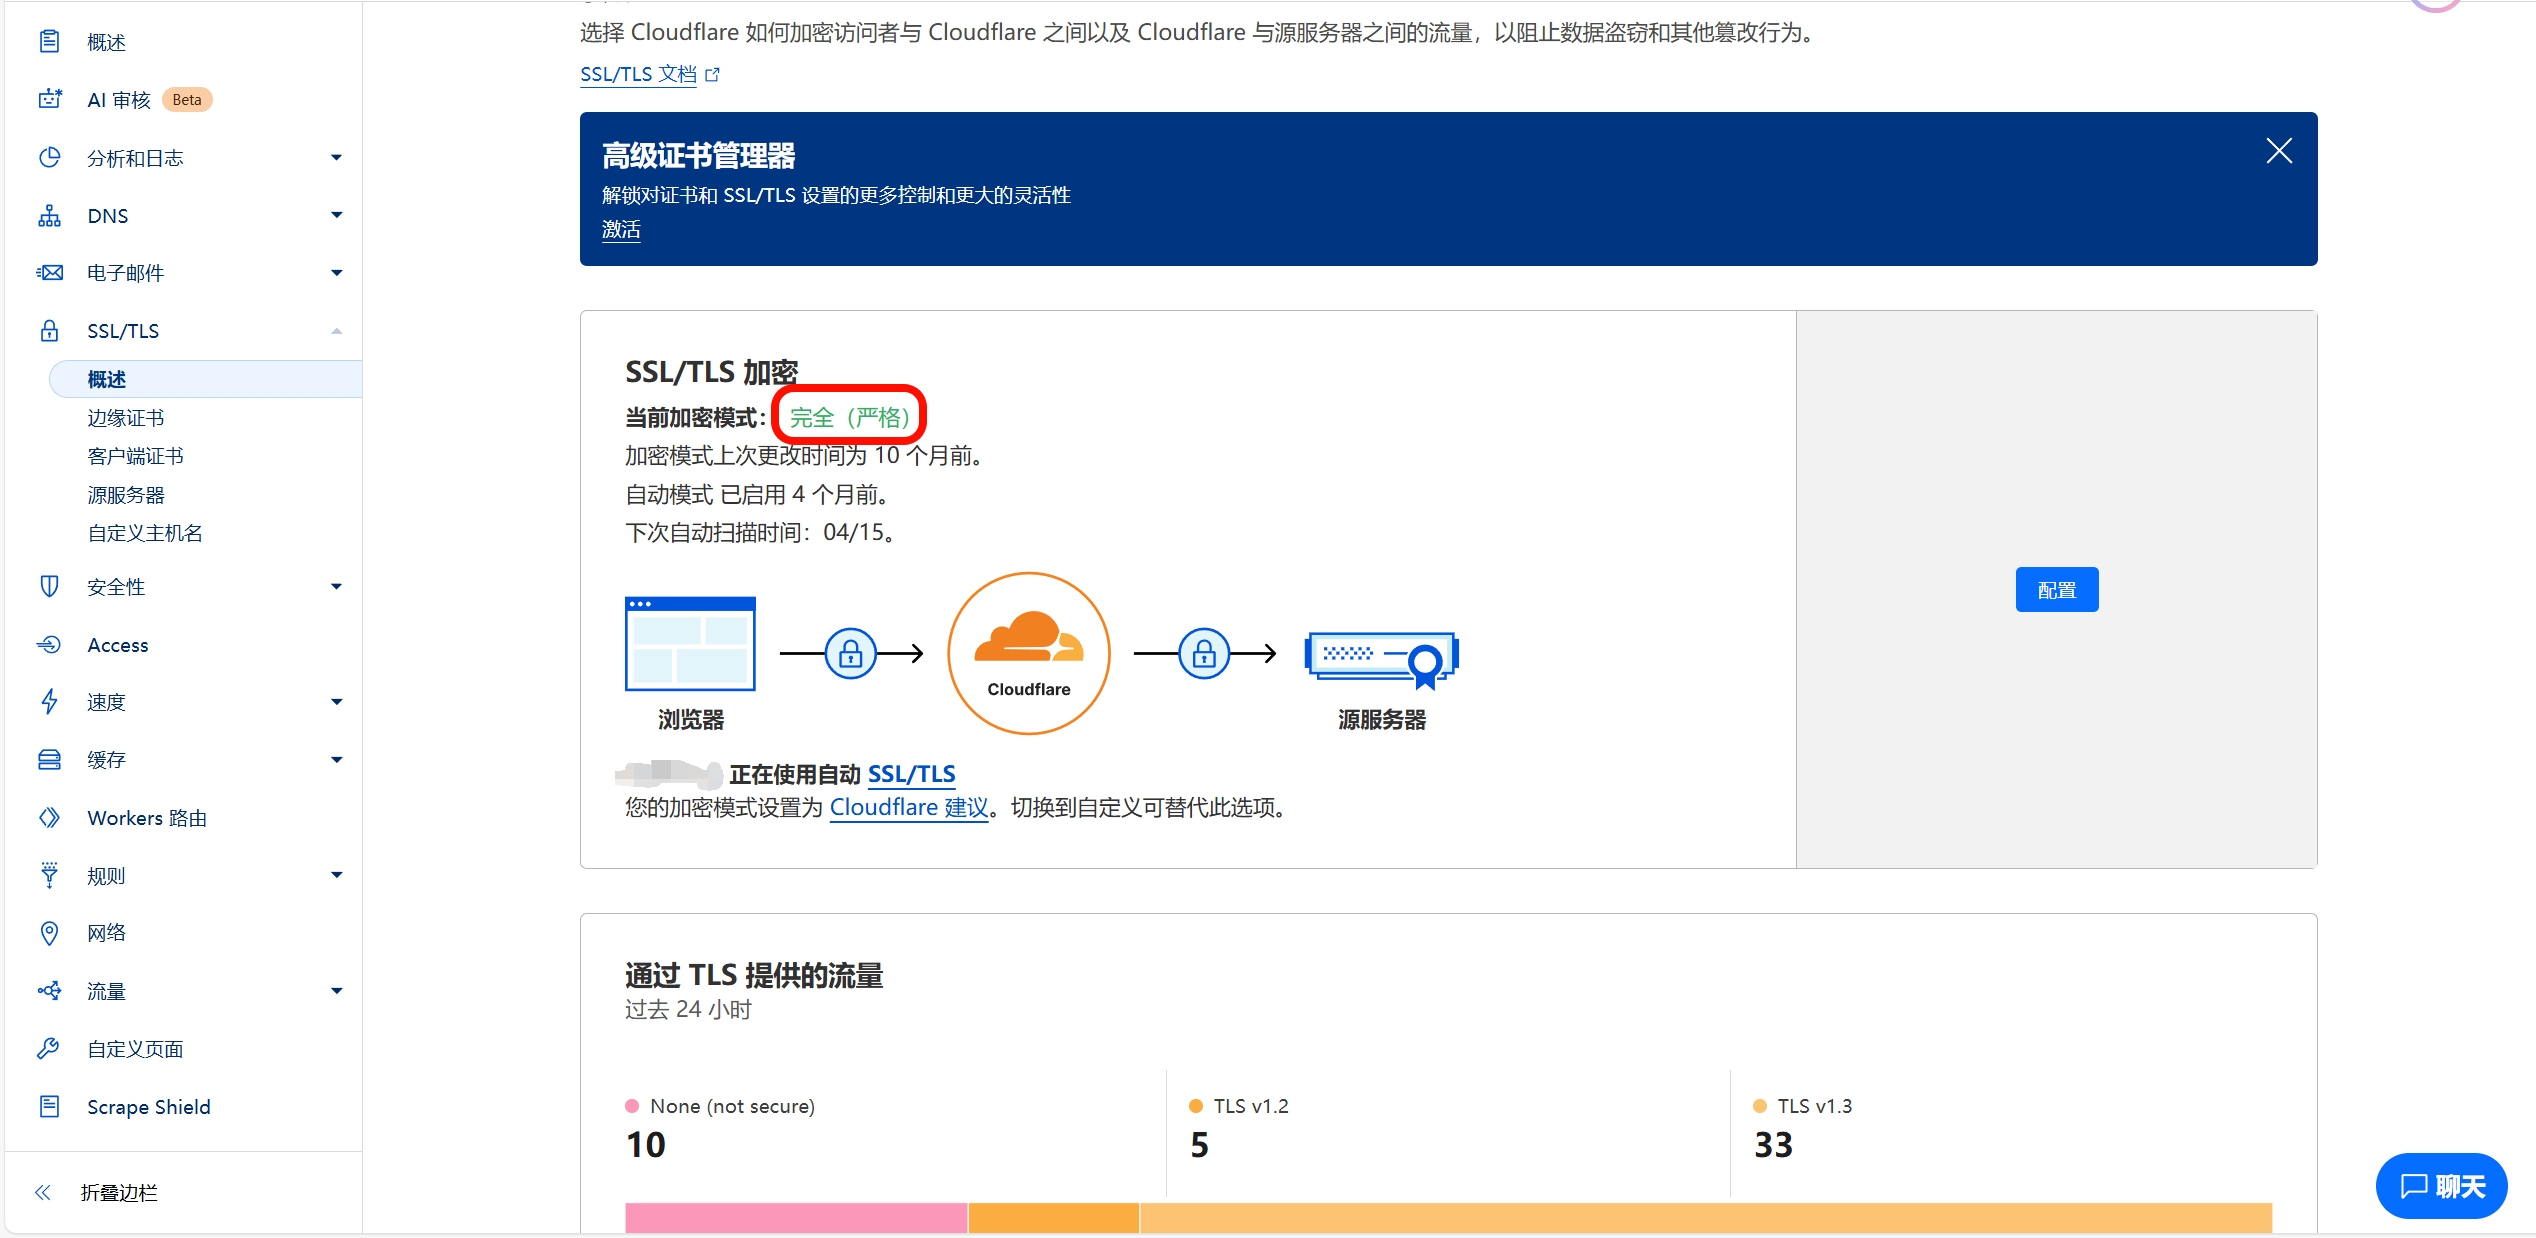 概述
AI 审核 Beta
分析和日志
DNS
电子邮件
SSL/TLS
概述
边缘证书
客户端证书
源服务器
自定义主机名
安全性
Access
速度
缓存
Workers 路由
规则
网络
流量
自定义页面
Scrape Shield
折叠边栏
选择 Cloudflare 如何加密访问者与 Cloudflare 之间以及 Cloudflare 与源服务器之间的流量，以阻止数据盗窃和其他篡改行为。
SSL/TLS 文档
高级证书管理器
解锁对证书和 SSL/TLS 设置的更多控制和更大的灵活性
激活
SSL/TLS 加密
当前加密模式：完全（严格）
加密模式上次更改时间为 10 个月前。
自动模式 已启用 4 个月前。
下次自动扫描时间：04/15。
Cloudflare
浏览器
源服务器
正在使用自动 SSL/TLS
您的加密模式设置为 Cloudflare 建议。切换到自定义可替代此选项。
配置
通过 TLS 提供的流量
过去 24 小时
None (not secure)
10
TLS v1.2
5
TLS v1.3
33
聊天